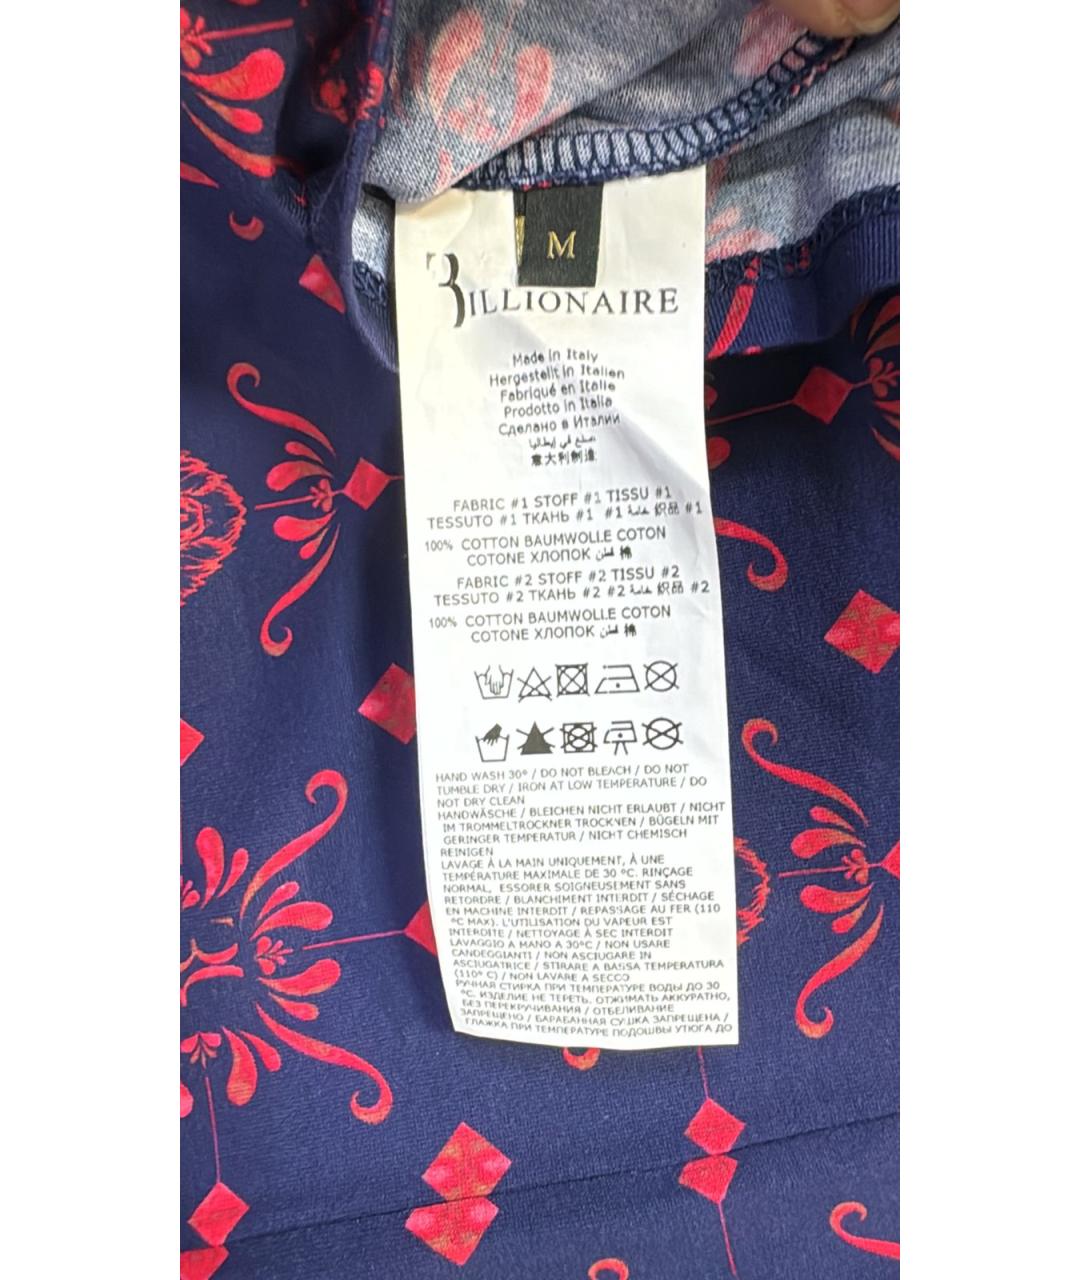 M
BILLIONAIRE
Made in Italy
Hergestellt in Italien
Fabriqué en Italie
Prodotto in Italia
Сделано в Италии
صنع في إيطاليا
意大利制造
FABRIC #1 STOFF #1 TISSU #1
TESSUTO #1 ТКАНЬ #1 #1 خامة 织品 #1
100% COTTON BAUMWOLLE COTON
COTONE ХЛОПОК قطن 棉
FABRIC #2 STOFF #2 TISSU #2
TESSUTO #2 ТКАНЬ #2 #2 خامة 织品 #2
100% COTTON BAUMWOLLE COTON
COTONE ХЛОПОК قطن 棉
HAND WASH 30° / DO NOT BLEACH / DO NOT
TUMBLE DRY / IRON AT LOW TEMPERATURE / DO
NOT DRY CLEAN
HANDWÄSCHE / BLEICHEN NICHT ERLAUBT / NICHT
IM TROMMELTROCKNER TROCKNEN / BÜGELN MIT
GERINGER TEMPERATUR / NICHT CHEMISCH
REINIGEN
LAVAGE À LA MAIN UNIQUEMENT, À UNE
TEMPÉRATURE MAXIMALE DE 30 °C. RINÇAGE
NORMAL, ESSORER SOIGNEUSEMENT SANS
RETORDRE / BLANCHIMENT INTERDIT / SÉCHAGE
EN MACHINE INTERDIT / REPASSAGE AU FER (110
°C MAX). L'UTILISATION DU VAPEUR EST
INTERDITE / NETTOYAGE À SEC INTERDIT
LAVAGGIO A MANO A 30°C / NON USARE
CANDEGGIANTI / NON ASCIUGARE IN
ASCIUGATRICE / STIRARE A BASSA TEMPERATURA
(110° C) / NON LAVARE A SECCO
РУЧНАЯ СТИРКА ПРИ ТЕМПЕРАТУРЕ ВОДЫ ДО 30
°C. ИЗДЕЛИЕ НЕ ТЕРЕТЬ. ОТЖИМАТЬ АККУРАТНО,
БЕЗ ПЕРЕКРУЧИВАНИЯ / ОТБЕЛИВАНИЕ
ЗАПРЕЩЕНО / БАРАБАННАЯ СУШКА ЗАПРЕЩЕНА /
ГЛАЖКА ПРИ ТЕМПЕРАТУРЕ ПОДОШВЫ УТЮГА ДО